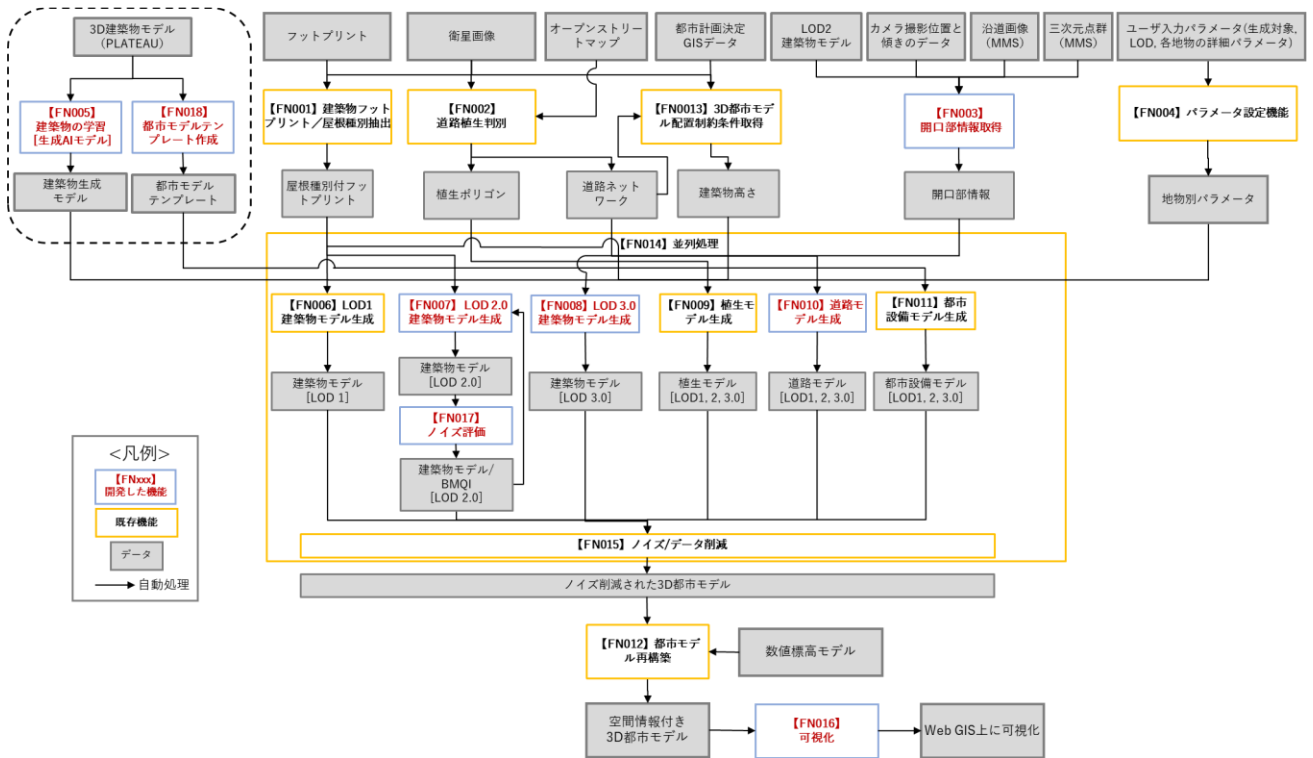 3D建築物モデル
（PLATEAU）
フットプリント
衛星画像
オープンストリー
トマップ
都市計画決定
GISデータ
LOD2
建築物モデル
カメラ撮影位置と
傾きのデータ
沿道画像
（MMS）
三次元点群
（MMS）
ユーザ入力パラメータ(生成対象,
LOD, 各地物の詳細パラメータ)
【FN005】
建築物の学習
[生成AIモデル]
【FN018】
都市モデルテン
プレート作成
【FN001】建築物フット
プリント／屋根種別抽出
【FN002】
道路植生判別
【FN0013】3D都市モ
デル配置制約条件取得
【FN003】
開口部情報取得
【FN004】パラメータ設定機能
建築物生成
モデル
都市モデル
テンプレート
屋根種別付フッ
トプリント
植生ポリゴン
道路ネット
ワーク
建築物高さ
開口部情報
地物別パラメータ
【FN014】並列処理
【FN006】LOD1
建築物モデル生成
【FN007】LOD 2.0
建築物モデル生成
【FN008】LOD 3.0
建築物モデル生成
【FN009】植生モ
デル生成
【FN010】道路モ
デル生成
【FN011】都市
設備モデル生成
建築物モデル
[LOD 1]
建築物モデル
[LOD 2.0]
建築物モデル
[LOD 3.0]
植生モデル
[LOD1, 2, 3.0]
道路モデル
[LOD1, 2, 3.0]
都市設備モデル
[LOD1, 2, 3.0]
【FN017】
ノイズ評価
建築物モデル/
BMQI
[LOD 2.0]
<凡例>
【FNxxx】
開発した機能
既存機能
データ
自動処理
【FN015】ノイズ/データ削減
ノイズ削減された3D都市モデル
【FN012】都市モデ
ル再構築
数値標高モデル
空間情報付き
3D都市モデル
【FN016】
可視化
Web GIS上に可視化